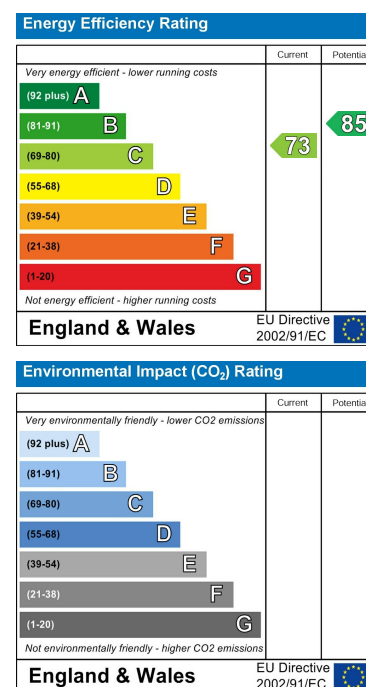 Energy Efficiency Rating
Current Potentia
Very energy efficient - lower running costs
(92 plus) A
(81-91) B
85
(69-80) C
73
(55-68) D
(39-54) E
(21-38) F
(1-20) G
Not energy efficient - higher running costs
England & Wales
EU Directive
2002/91/EC
Environmental Impact (CO₂) Rating
Current Potentia
Very environmentally friendly - lower CO2 emissions
(92 plus) A
(81-91) B
(69-80) C
(55-68) D
(39-54) E
(21-38) F
(1-20) G
Not environmentally friendly - higher CO2 emissions
England & Wales
EU Directive
2002/91/EC